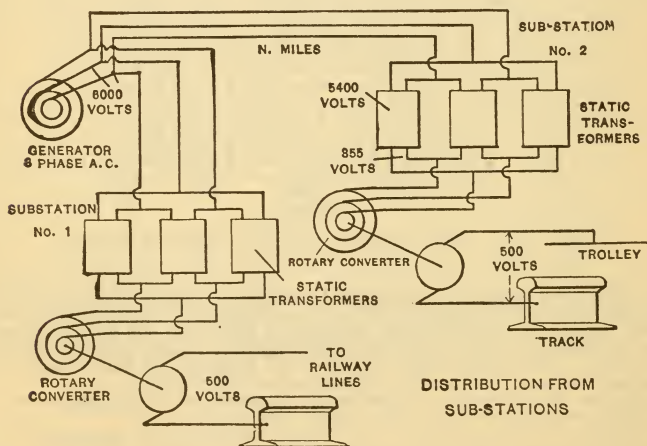 SUB-STATION
No. 2
N. MILES
6000
VOLTS
5400
VOLTS
STATIC
TRANS-
FORMERS
GENERATOR
3 PHASE A.C.
355
VOLTS
SUBSTATION
No. 1
ROTARY CONVERTER
500
VOLTS
TROLLEY
STATIC
TRANSFORMERS
TRACK
ROTARY
CONVERTER
500
VOLTS
TO
RAILWAY
LINES
DISTRIBUTION FROM
SUB-STATIONS